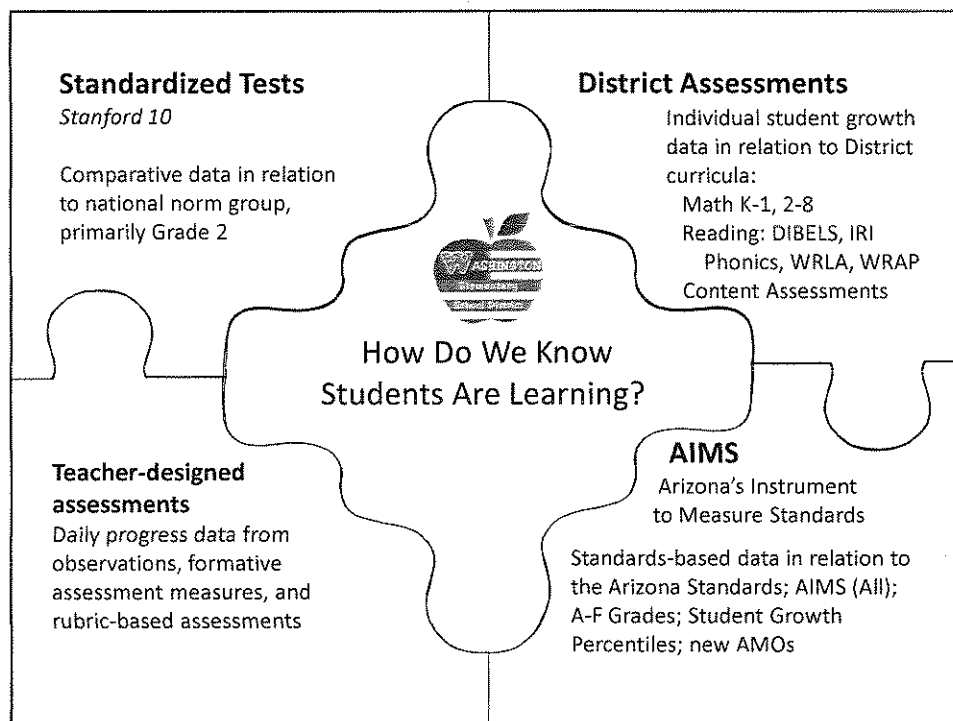 Standardized Tests
Stanford 10
Comparative data in relation
to national norm group,
primarily Grade 2
District Assessments
Individual student growth
data in relation to District
curricula:
Math K-1, 2-8
Reading: DIBELS, IRI
Phonics, WRLA, WRAP
Content Assessments
WASHINGTON
Elementary
School District
How Do We Know
Students Are Learning?
Teacher-designed
assessments
Daily progress data from
observations, formative
assessment measures, and
rubric-based assessments
AIMS
Arizona's Instrument
to Measure Standards
Standards-based data in relation to
the Arizona Standards; AIMS (All);
A-F Grades; Student Growth
Percentiles; new AMOs